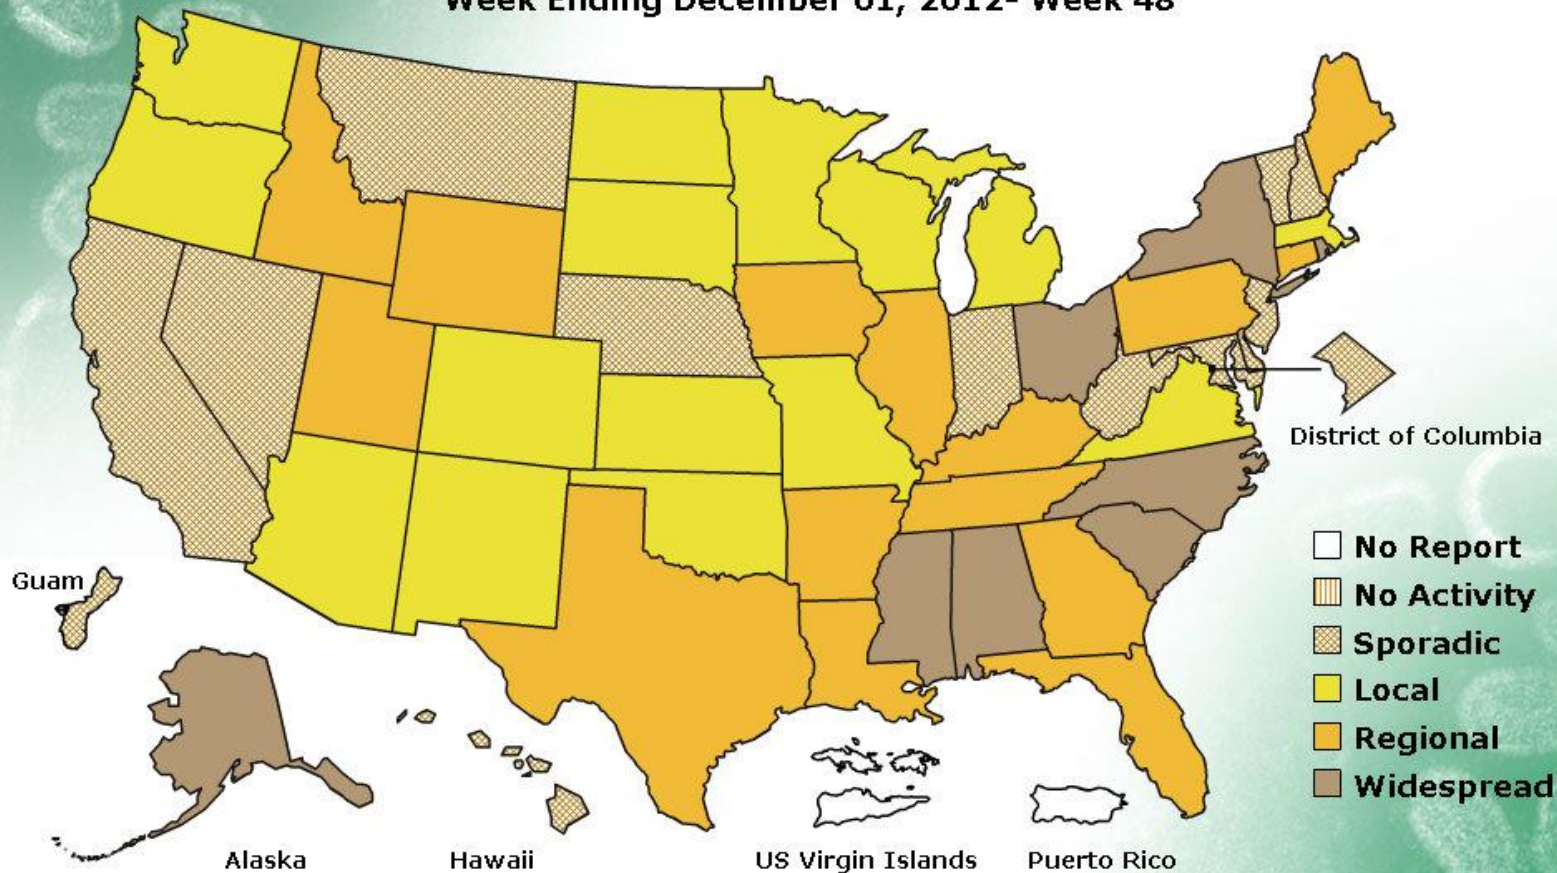 Week Ending December 01, 2012- Week 48
District of Columbia
No Report
No Activity
Guam
Sporadic
Local
Regional
Widespread
Alaska
Hawaii
US Virgin Islands
Puerto Rico